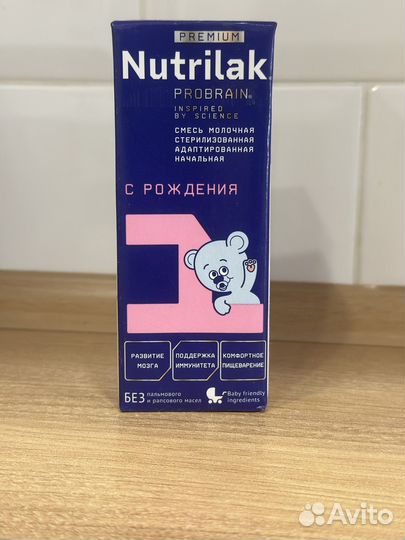 PREMIUM
Nutrilak
PROBRAIN®
INSPIRED
BY SCIENCE
СМЕСЬ МОЛОЧНАЯ
СТЕРИЛИЗОВАННАЯ
АДАПТИРОВАННАЯ
НАЧАЛЬНАЯ
С РОЖДЕНИЯ
1
РАЗВИТИЕ
МОЗГА
ПОДДЕРЖКА
ИММУНИТЕТА
КОМФОРТНОЕ
ПИЩЕВАРЕНИЕ
БЕЗ пальмового
и рапсового масел
Baby friendly
ingredients
Avito